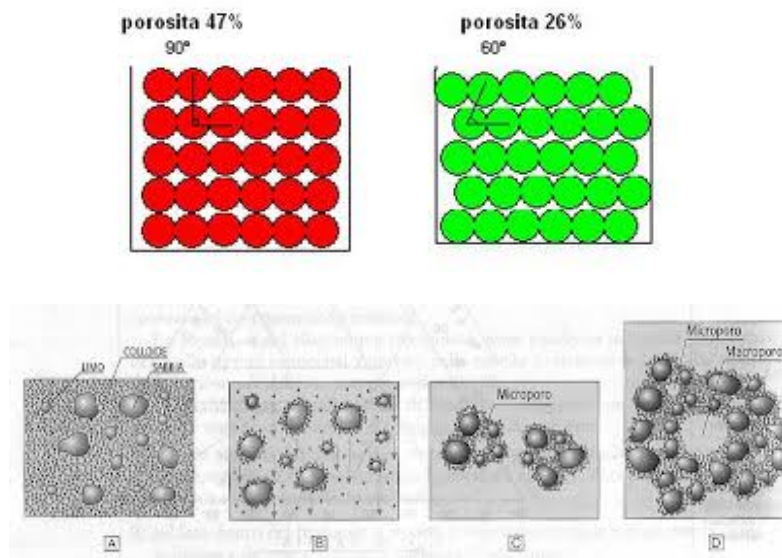 porosita 47%
90°
porosita 26%
60°
LIMO
COLLOIDE
SABBIA
Microporo
Microporo
Macroporo
A
B
C
D